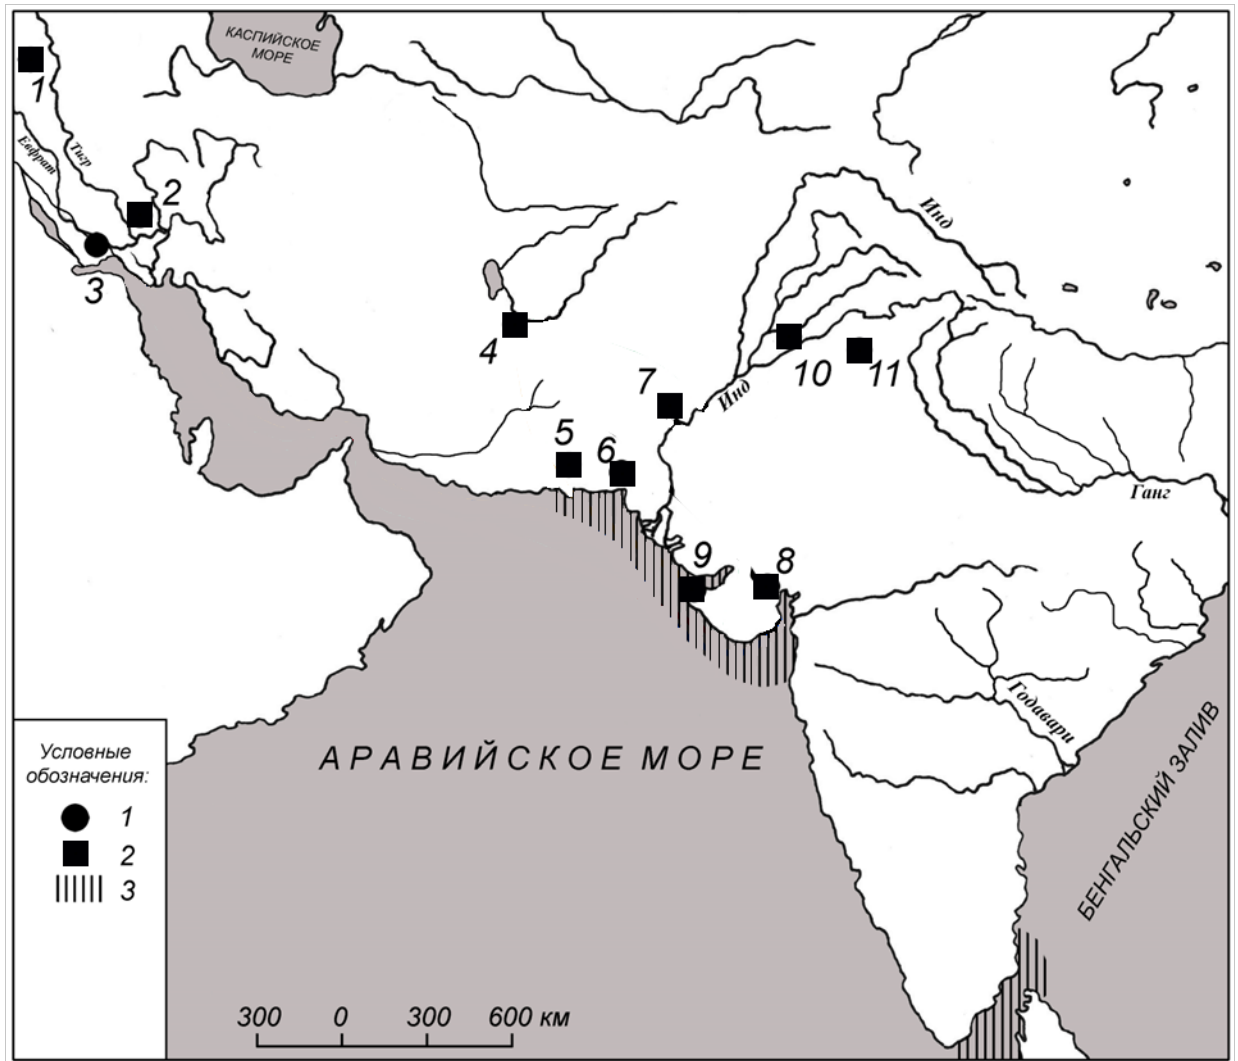 КАСПИЙСКОЕ
МОРЕ
1
Евфрат
Тигр
2
3
Инд
4
10
11
7
Инд
5
6
Ганг
9
8
Годавари
АРАВИЙСКОЕ МОРЕ
БЕНГАЛЬСКИЙ ЗАЛИВ
Условные
обозначения:
1
2
3
300 0 300 600 км